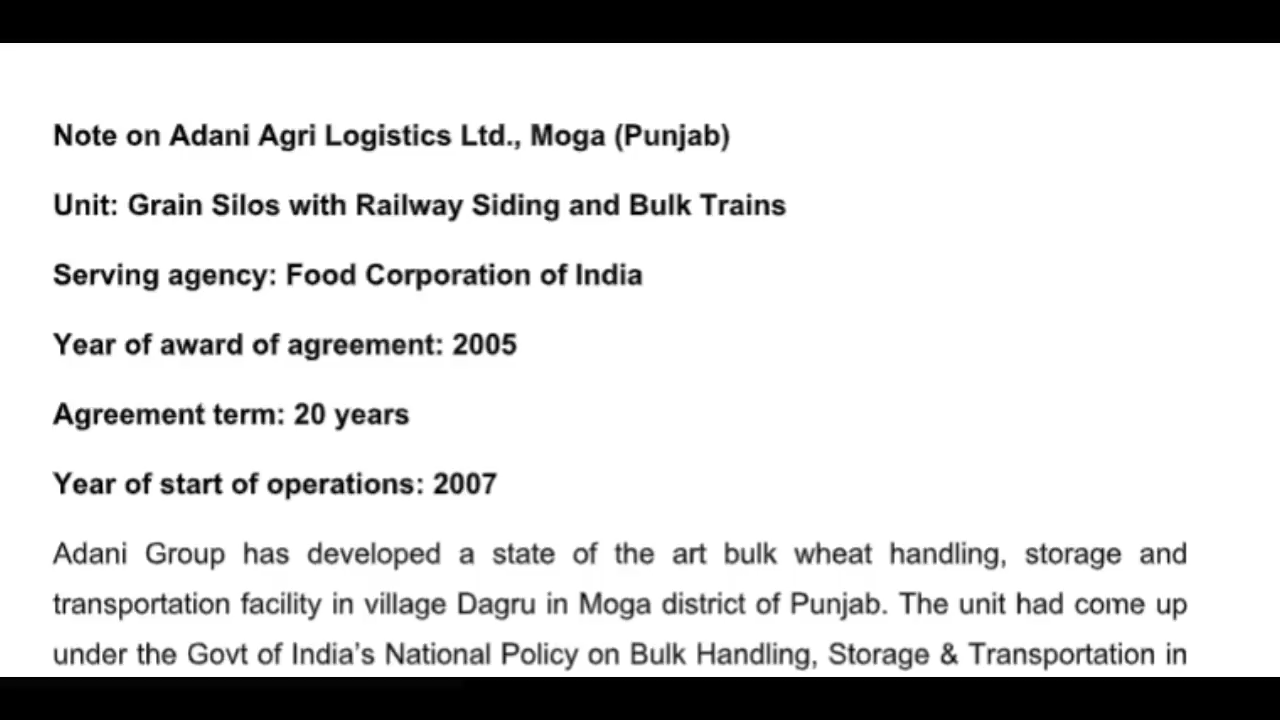 Note on Adani Agri Logistics Ltd., Moga (Punjab)
Unit: Grain Silos with Railway Siding and Bulk Trains
Serving agency: Food Corporation of India
Year of award of agreement: 2005
Agreement term: 20 years
Year of start of operations: 2007
Adani Group has developed a state of the art bulk wheat handling, storage and
transportation facility in village Dagru in Moga district of Punjab. The unit had come up
under the Govt of India's National Policy on Bulk Handling, Storage & Transportation in